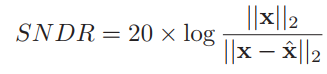 SNDR = 20 × log ||x||₂ / ||x − x̂||₂